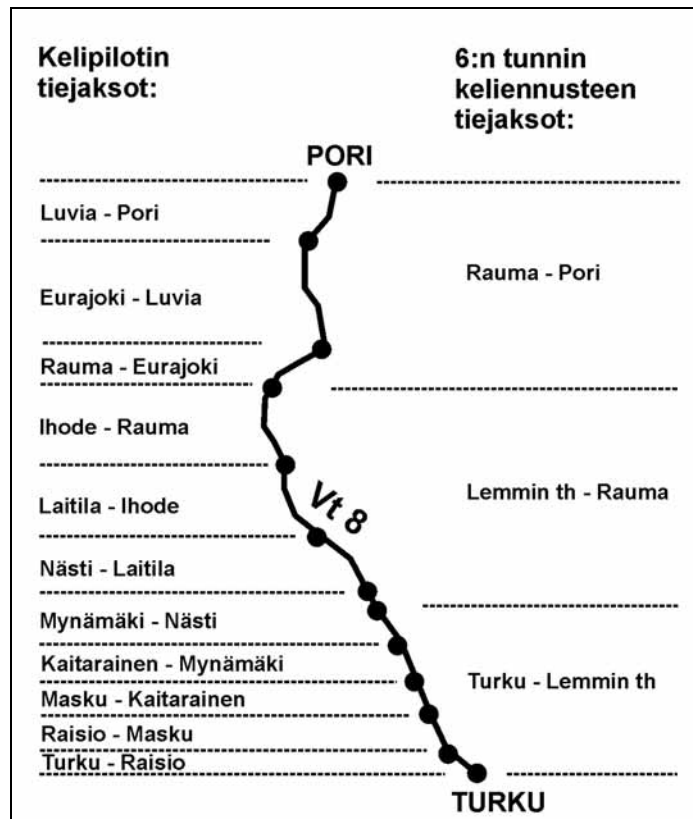 Kelipilotin
tiejaksot:
6:n tunnin
keliennusteen
tiejaksot:
PORI
Luvia - Pori
Eurajoki - Luvia
Rauma - Pori
Rauma - Eurajoki
Ihode - Rauma
Laitila - Ihode
Vt 8
Lemmin th - Rauma
Nästi - Laitila
Mynämäki - Nästi
Kaitarainen - Mynämäki
Masku - Kaitarainen
Turku - Lemmin th
Raisio - Masku
Turku - Raisio
TURKU